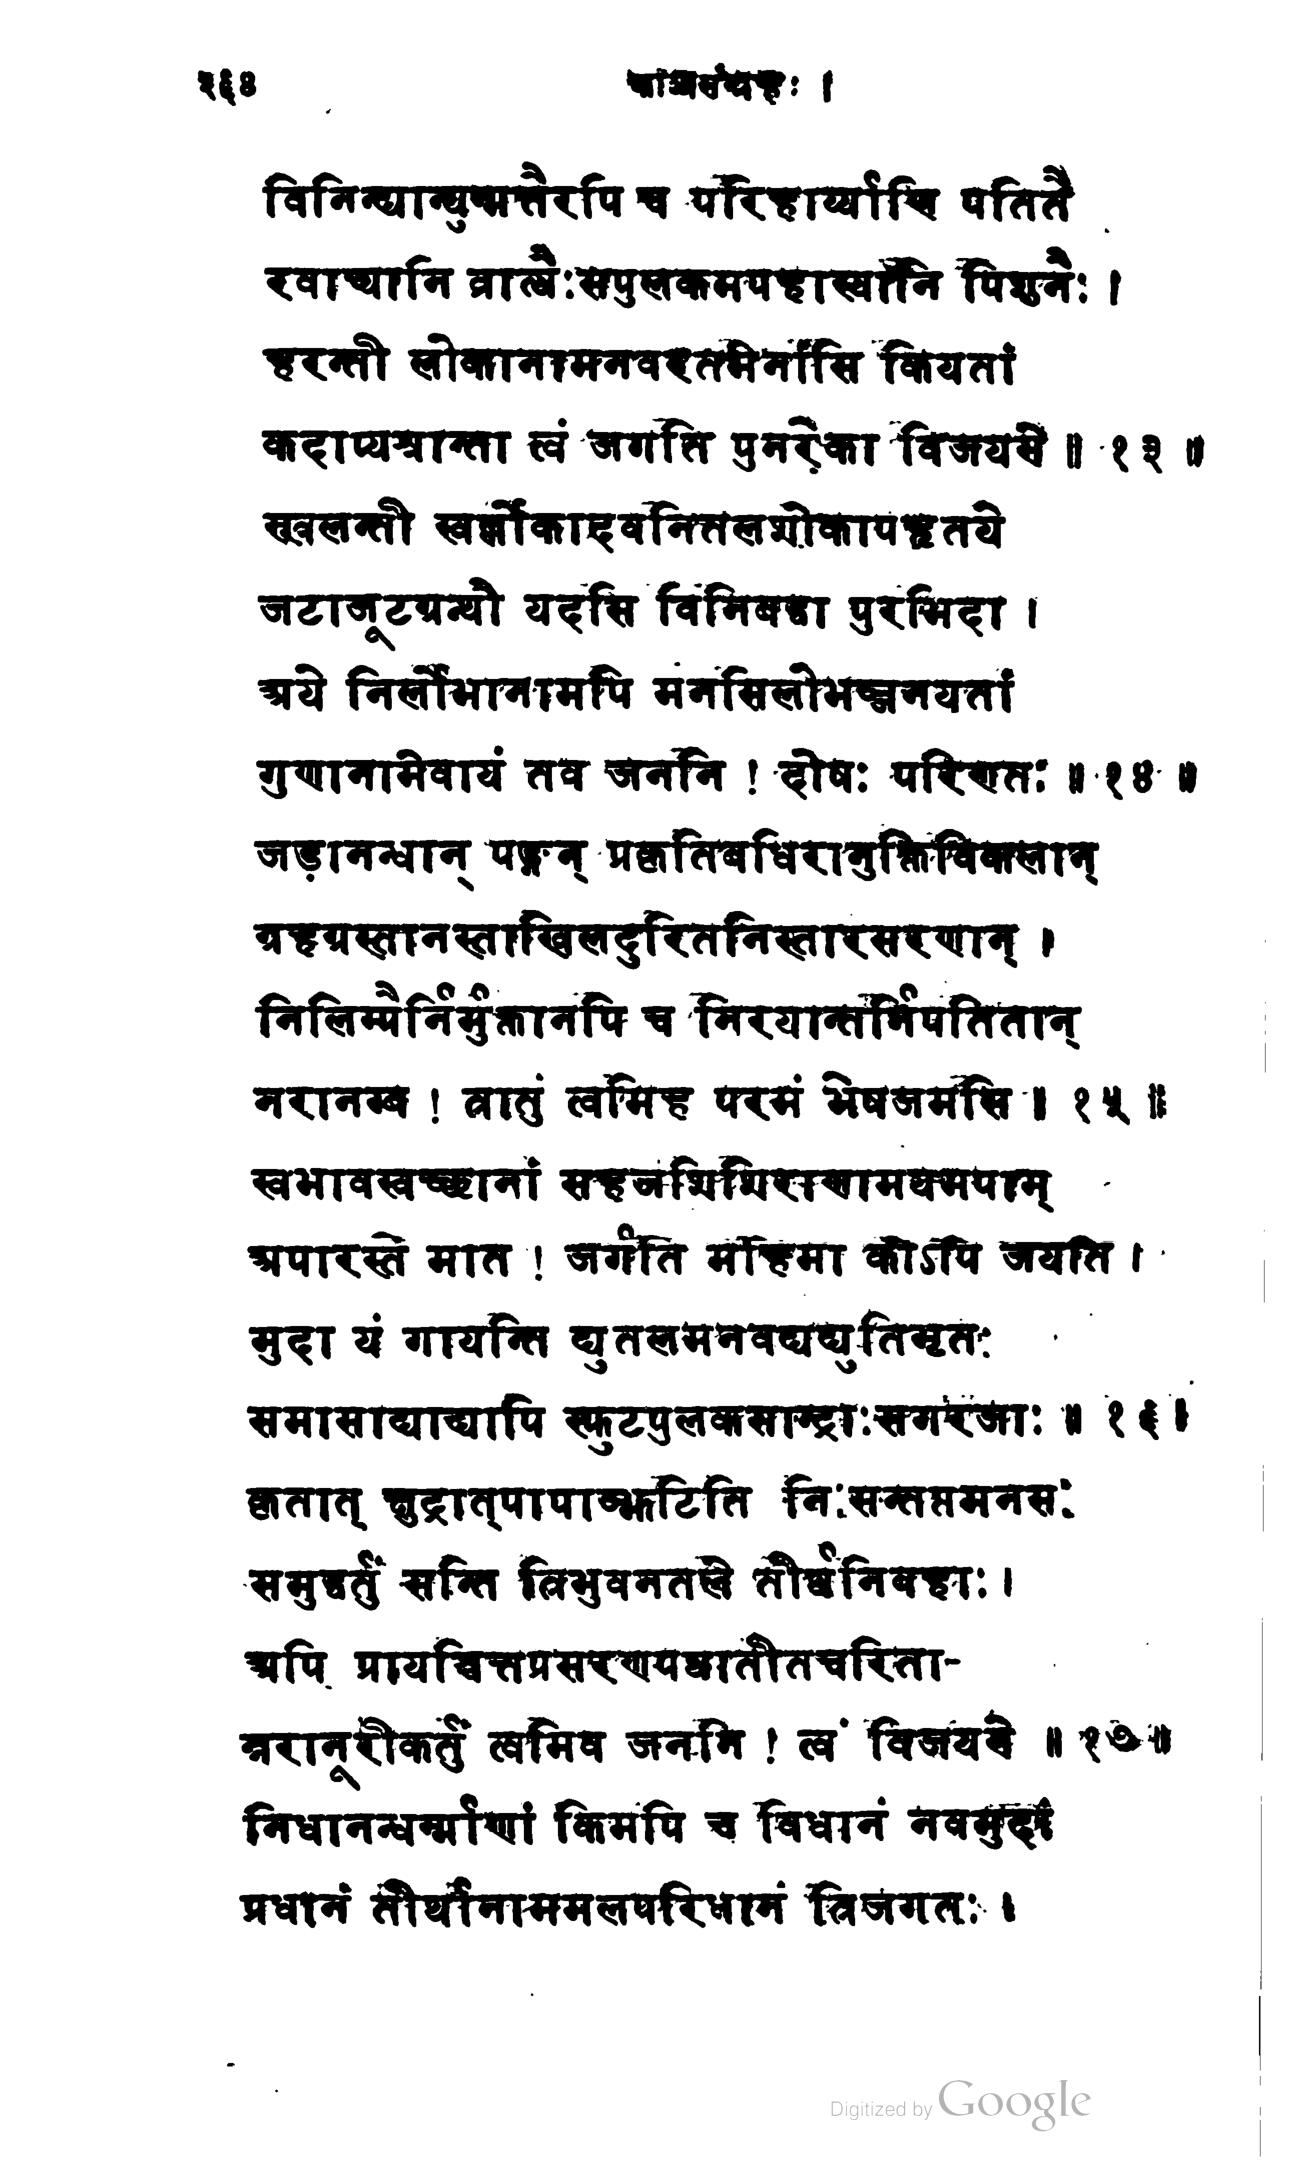 २६४ काव्यसंग्रहः ।
विनिन्द्यान्युन्मत्तैरपि च परिहार्य्याणि पतितै
रवाच्यानि व्रात्यैःसपुलकमपहास्यानि पिशुनैः ।
हरन्ती लोकानामनवरतमेनांसि कियतां
कदाप्यश्रान्ता त्वं जगति पुनरेका विजयसे ॥ १३ ॥
स्खलन्ती स्वर्ल्लोकादवनितलशोकापहृतये
जटाजूटग्रन्थौ यदसि विनिबद्धा पुरभिदा ।
अये निर्लोभानामपि मनसिलोभञ्जनयतां
गुणानामेवायं तव जननि ! दोषः परिणतः ॥ १४ ॥
जड़ानन्धान् पङ्गून् प्रकृतिबधिरानुक्तिविकलान्
ग्रहग्रस्तानस्ताखिलदुरितनिस्तारसरणान् ।
निलिम्पैर्निर्मुक्तानपि च निरयान्तर्निपतितान्
नरानम्ब ! त्रातुं त्वमिह परमं भेषजमसि ॥ १५ ॥
स्वभावस्वच्छानां सहजशिशिराणामयमपाम्
अपारस्ते मात ! र्जगति महिमा कोऽपि जयति ।
मुदा यं गायन्ति द्युतलमनवद्यद्युतिभृतः
समासाद्याद्यापि स्फुटपुलकसान्द्राःसगरजाः ॥ १६ ॥
कृतात् क्षुद्रात्पापाज्झटिति निःसन्तप्तमनसः
समुद्धर्तुं सन्ति त्रिभुवनतले तीर्थनिवहाः ।
अपि प्रायश्चित्तप्रसरणपथातीतचरिता-
न्नरानूरीकर्तुं त्वमिव जननि ! त्वं विजयसे ॥ १७ ॥
निधानन्धर्म्माणां किमपि च विधानं नवमुदां
प्रधानं तीर्थानाममलपरिधानं त्रिजगतः ।
Digitized by Google